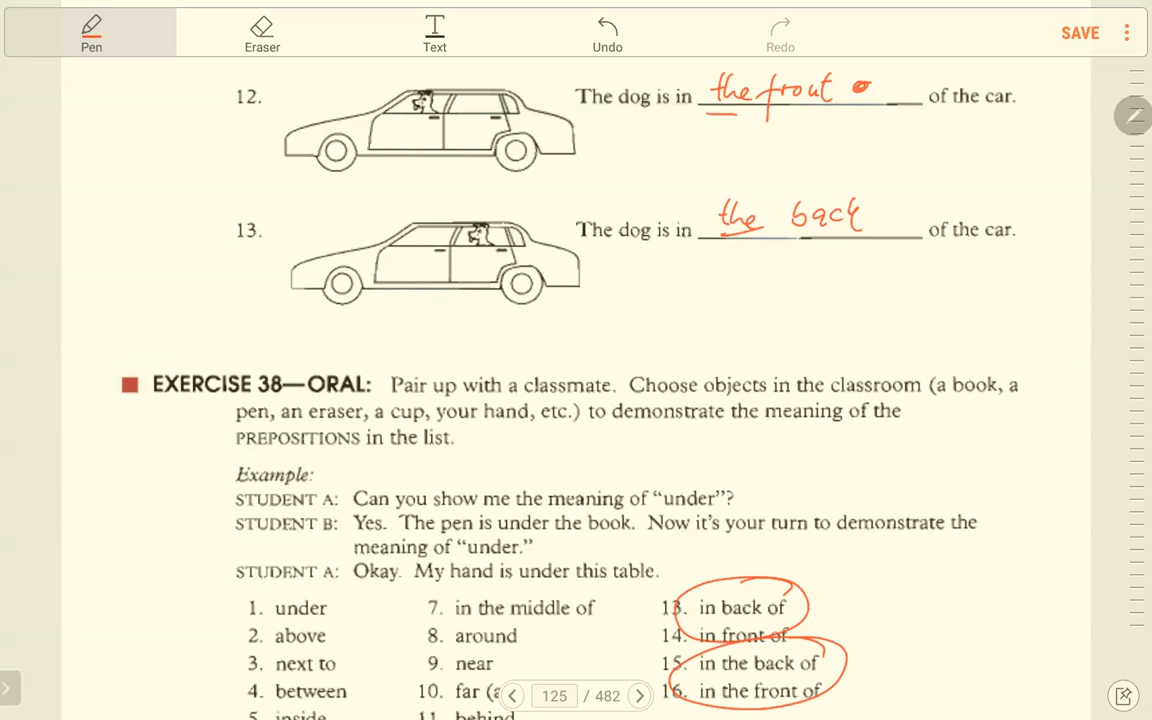 Pen Eraser Text Undo Redo SAVE
12. The dog is in the front of the car.
13. The dog is in the back of the car.
EXERCISE 38—ORAL: Pair up with a classmate. Choose objects in the classroom (a book, a
pen, an eraser, a cup, your hand, etc.) to demonstrate the meaning of the
PREPOSITIONS in the list.
Example:
STUDENT A: Can you show me the meaning of "under"?
STUDENT B: Yes. The pen is under the book. Now it's your turn to demonstrate the
meaning of "under."
STUDENT A: Okay. My hand is under this table.
1. under 7. in the middle of 13. in back of
2. above 8. around 14. in front of
3. next to 9. near 15. in the back of
4. between 10. far (a 125 / 482 16. in the front of
5. inside 11. behind